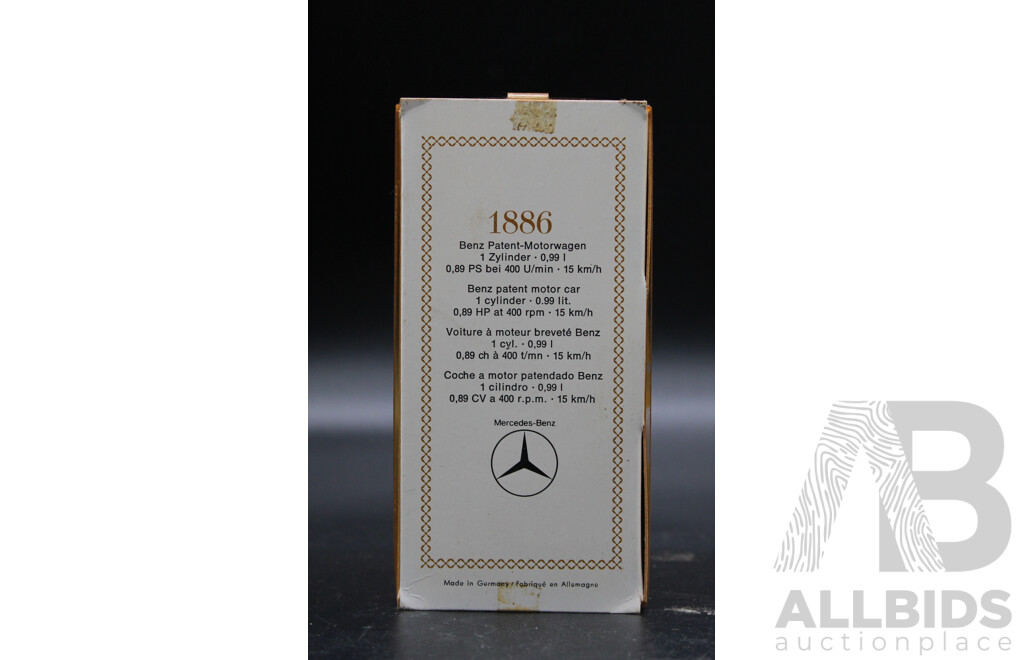 1886
Benz Patent-Motorwagen
1 Zylinder · 0,99 l
0,89 PS bei 400 U/min · 15 km/h
Benz patent motor car
1 cylinder · 0.99 lit.
0,89 HP at 400 rpm · 15 km/h
Voiture à moteur breveté Benz
1 cyl. · 0,99 l
0,89 ch à 400 t/mn · 15 km/h
Coche a motor patendado Benz
1 cilindro · 0,99 l
0,89 CV a 400 r.p.m. · 15 km/h
Mercedes-Benz
Made in Germany/Fabriqué en Allemagne
AB
ALLBIDS
auctionplace